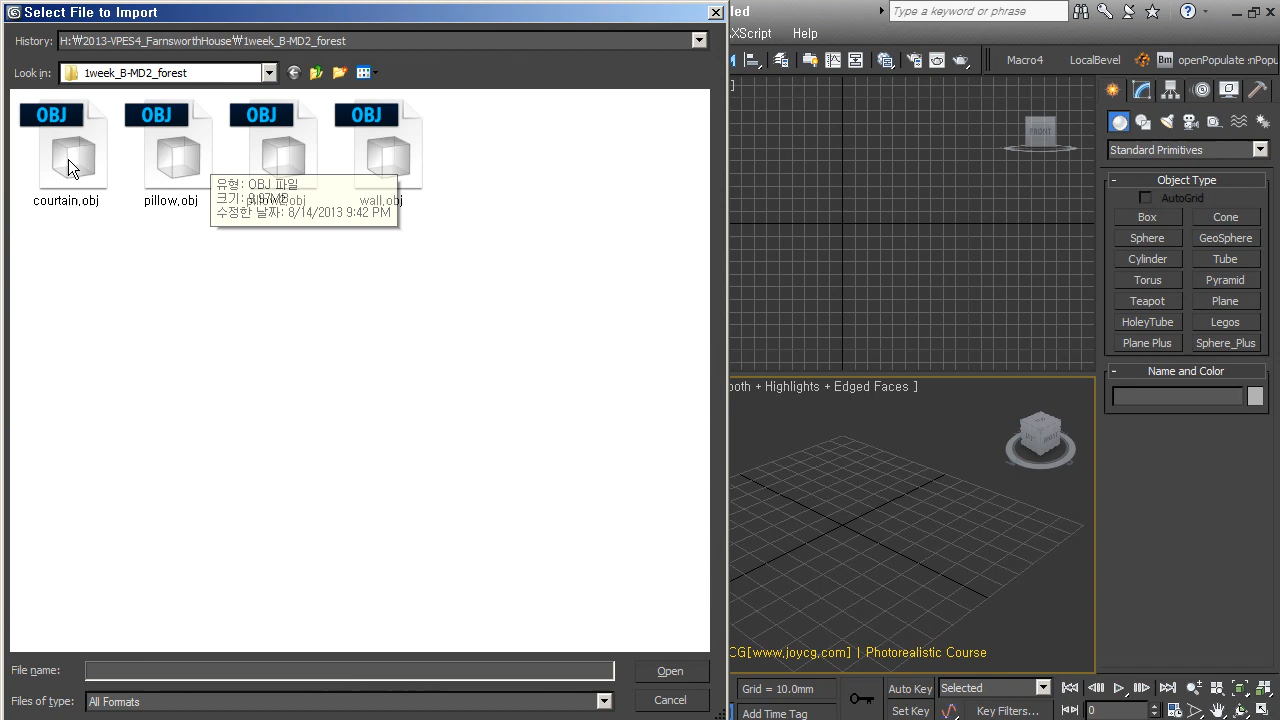 Select File to Import
History: H:₩2013-VPES4_FarnsworthHouse₩1week_B-MD2_forest
Look in: 1week_B-MD2_forest
OBJ
OBJ
OBJ
OBJ
courtain,obj
pillow,obj
wall,obj
유형: OBJ 파일
수정한 날짜: 8/14/2013 9:42 PM
File name:
Open
Files of type: All Formats
Cancel
led
Type a keyword or phrase
XScript
Help
Macro4
LocalBevel
Bm
openPopulate
nPopu
]
FRONT
Standard Primitives
- Object Type
AutoGrid
Box
Cone
Sphere
GeoSphere
Cylinder
Tube
Torus
Pyramid
Teapot
Plane
HoleyTube
Legos
Plane Plus
Sphere_Plus
- Name and Color
ooth + Highlights + Edged Faces ]
CG[www.joycg.com] | Photorealistic Course
Grid = 10.0mm
Auto Key
Selected
Add Time Tag
Set Key
Key Filters...
0